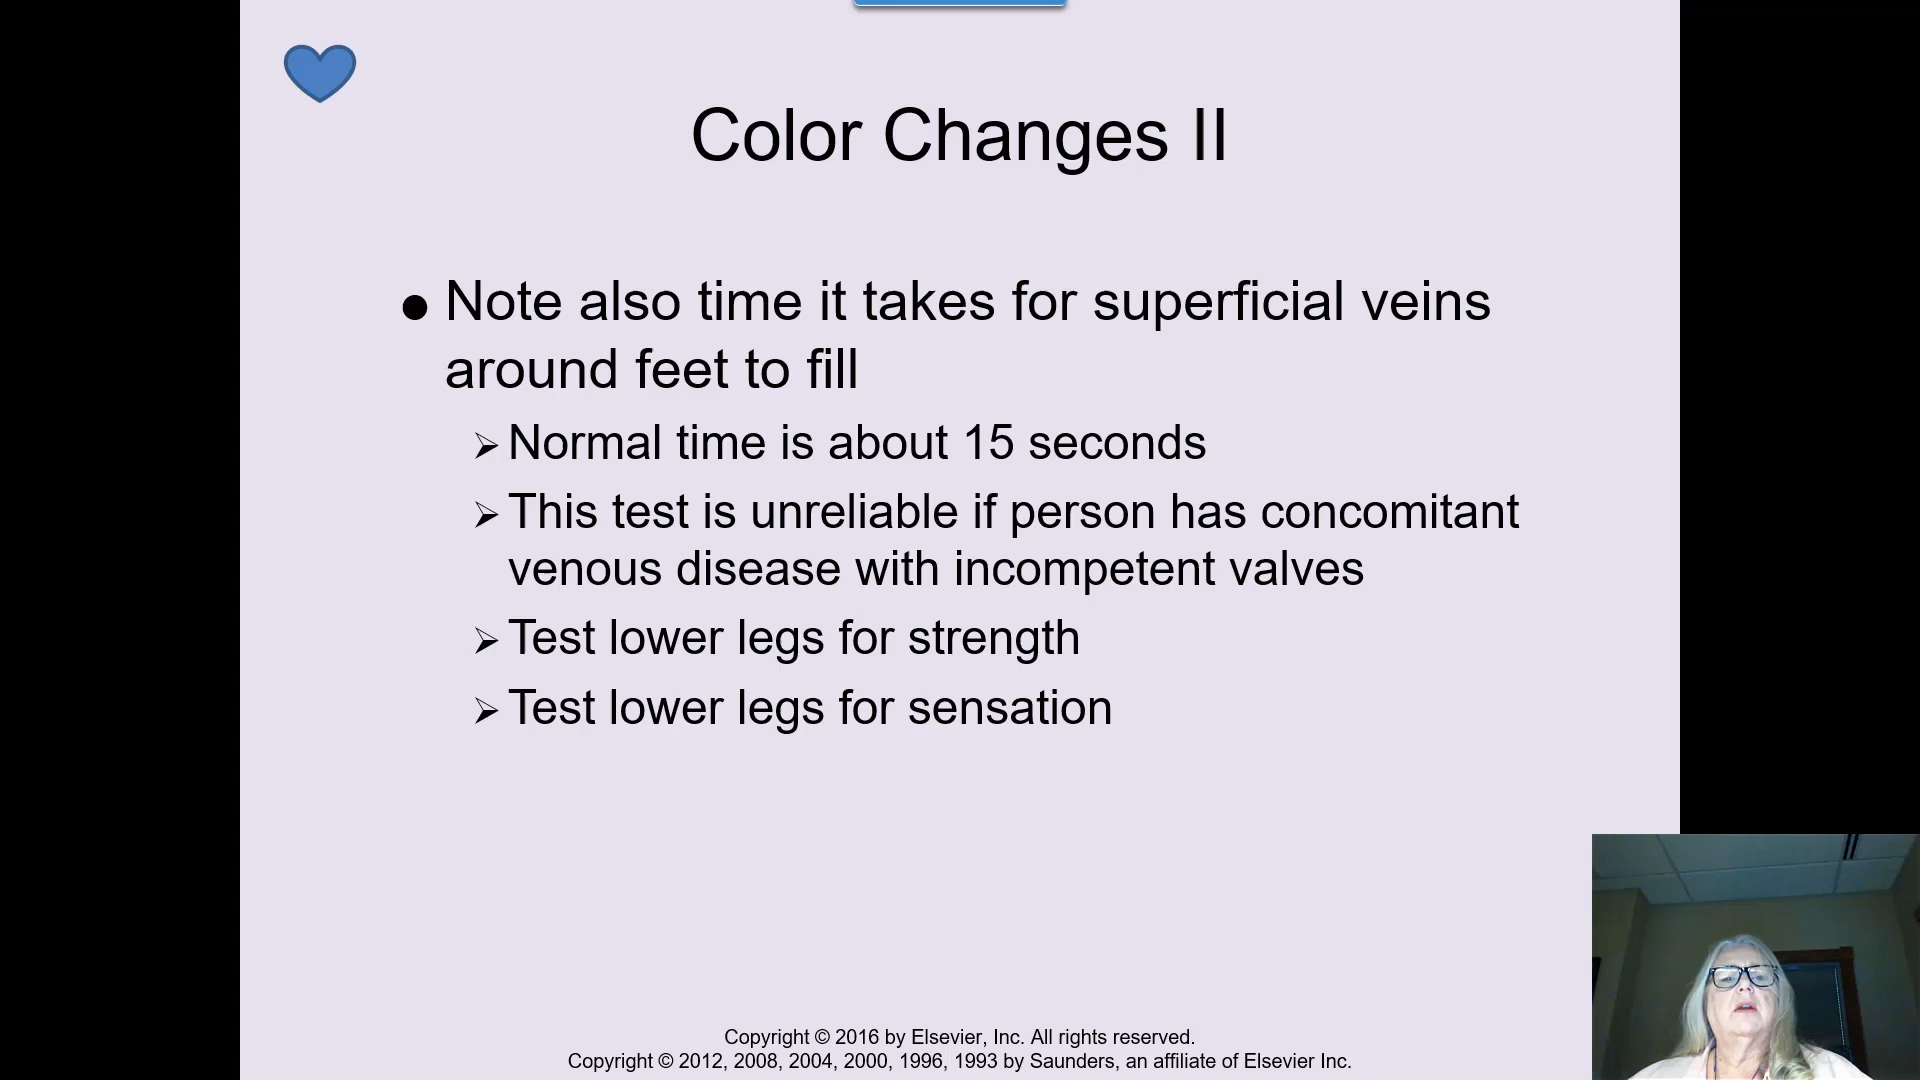 Color Changes II
● Note also time it takes for superficial veins
around feet to fill
➢ Normal time is about 15 seconds
➢ This test is unreliable if person has concomitant
venous disease with incompetent valves
➢ Test lower legs for strength
➢ Test lower legs for sensation
Copyright © 2016 by Elsevier, Inc. All rights reserved.
Copyright © 2012, 2008, 2004, 2000, 1996, 1993 by Saunders, an affiliate of Elsevier Inc.